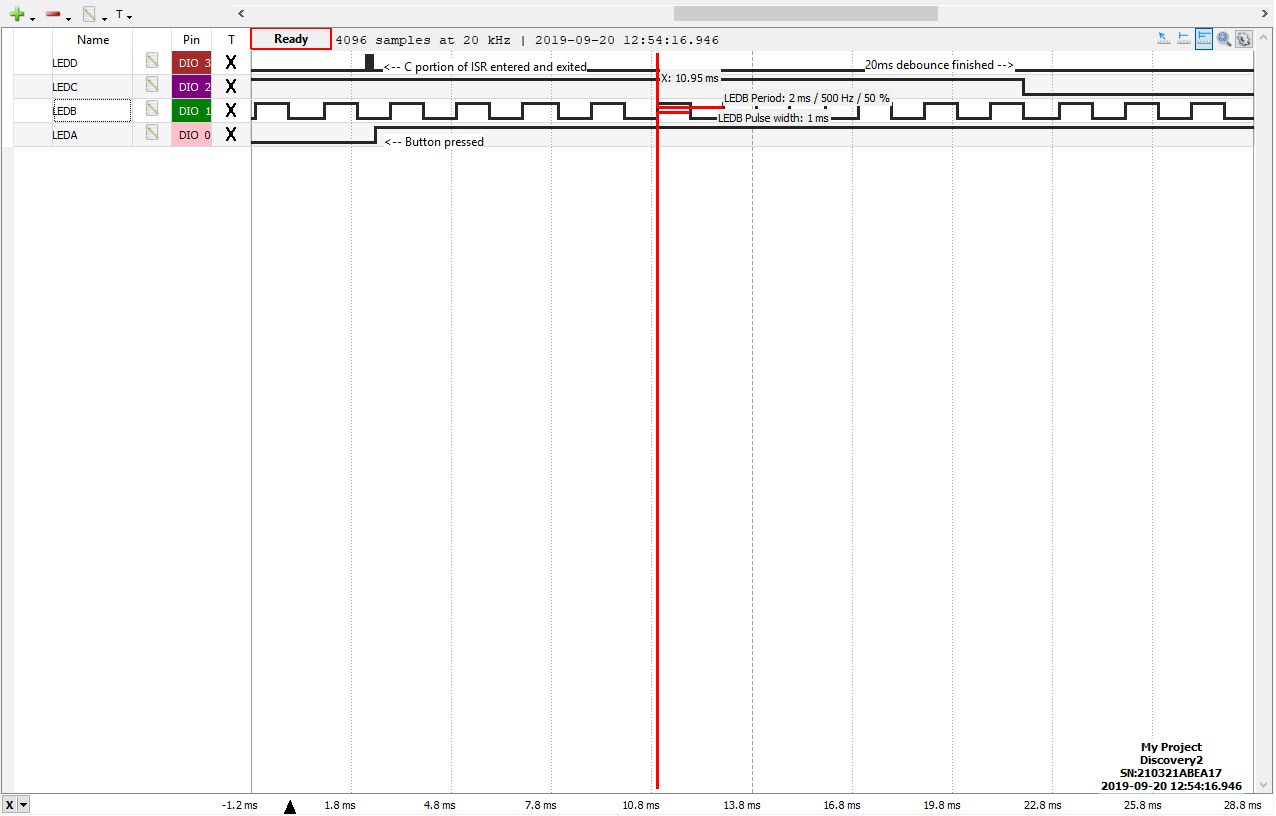 T
Name Pin T Ready 4096 samples at 20 kHz | 2019-09-20 12:54:16.946
LEDD DIO 3 X <-- C portion of ISR entered and exited 20ms debounce finished -->
X: 10.95 ms
LEDC DIO 2 X
LEDB Period: 2 ms / 500 Hz / 50 %
LEDB DIO 1 X
LEDB Pulse width: 1 ms
LEDA DIO 0 X
<-- Button pressed
My Project
Discovery2
SN:210321ABEA17
2019-09-20 12:54:16.946
X -1.2 ms 1.8 ms 4.8 ms 7.8 ms 10.8 ms 13.8 ms 16.8 ms 19.8 ms 22.8 ms 25.8 ms 28.8 ms